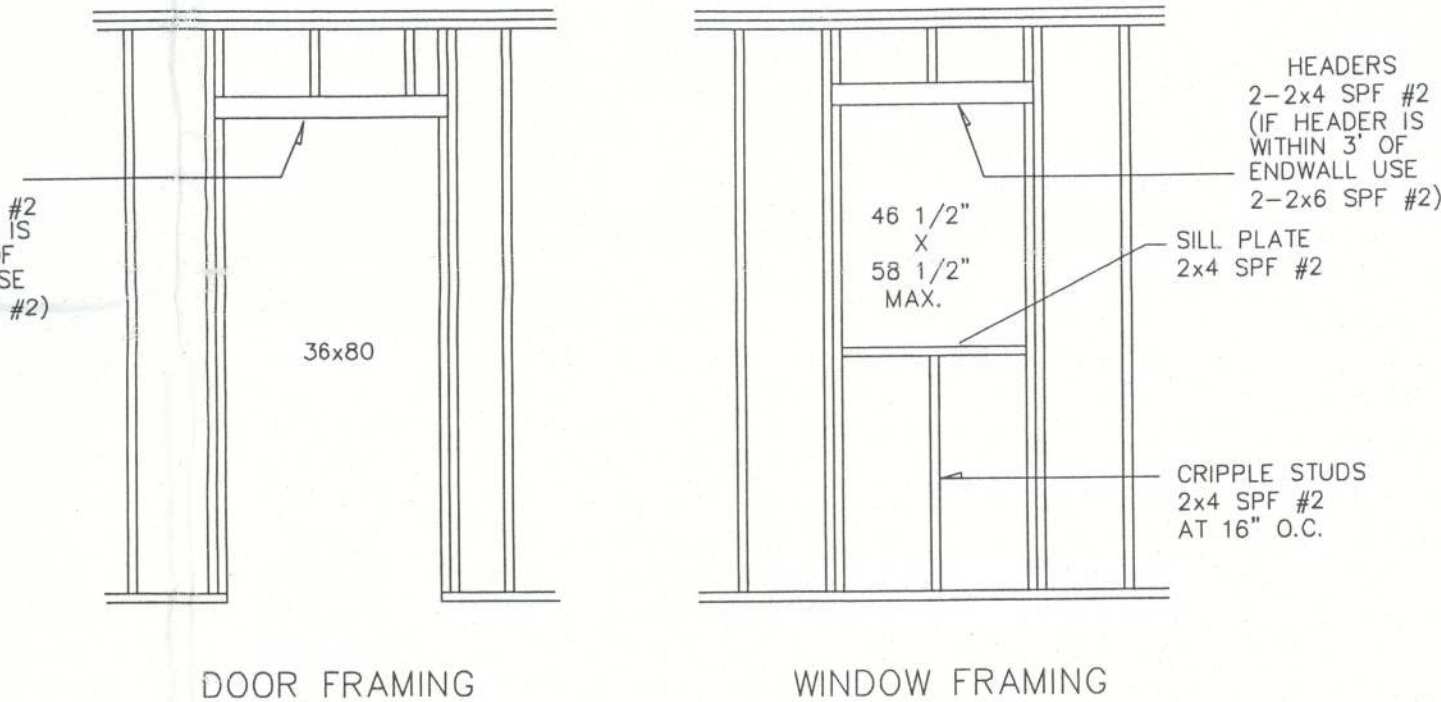 #2
IS
OF
SE
#2)
36x80
DOOR FRAMING
HEADERS
2-2x4 SPF #2
(IF HEADER IS
WITHIN 3' OF
ENDWALL USE
2-2x6 SPF #2)
46 1/2"
X
58 1/2"
MAX.
SILL PLATE
2x4 SPF #2
CRIPPLE STUDS
2x4 SPF #2
AT 16" O.C.
WINDOW FRAMING